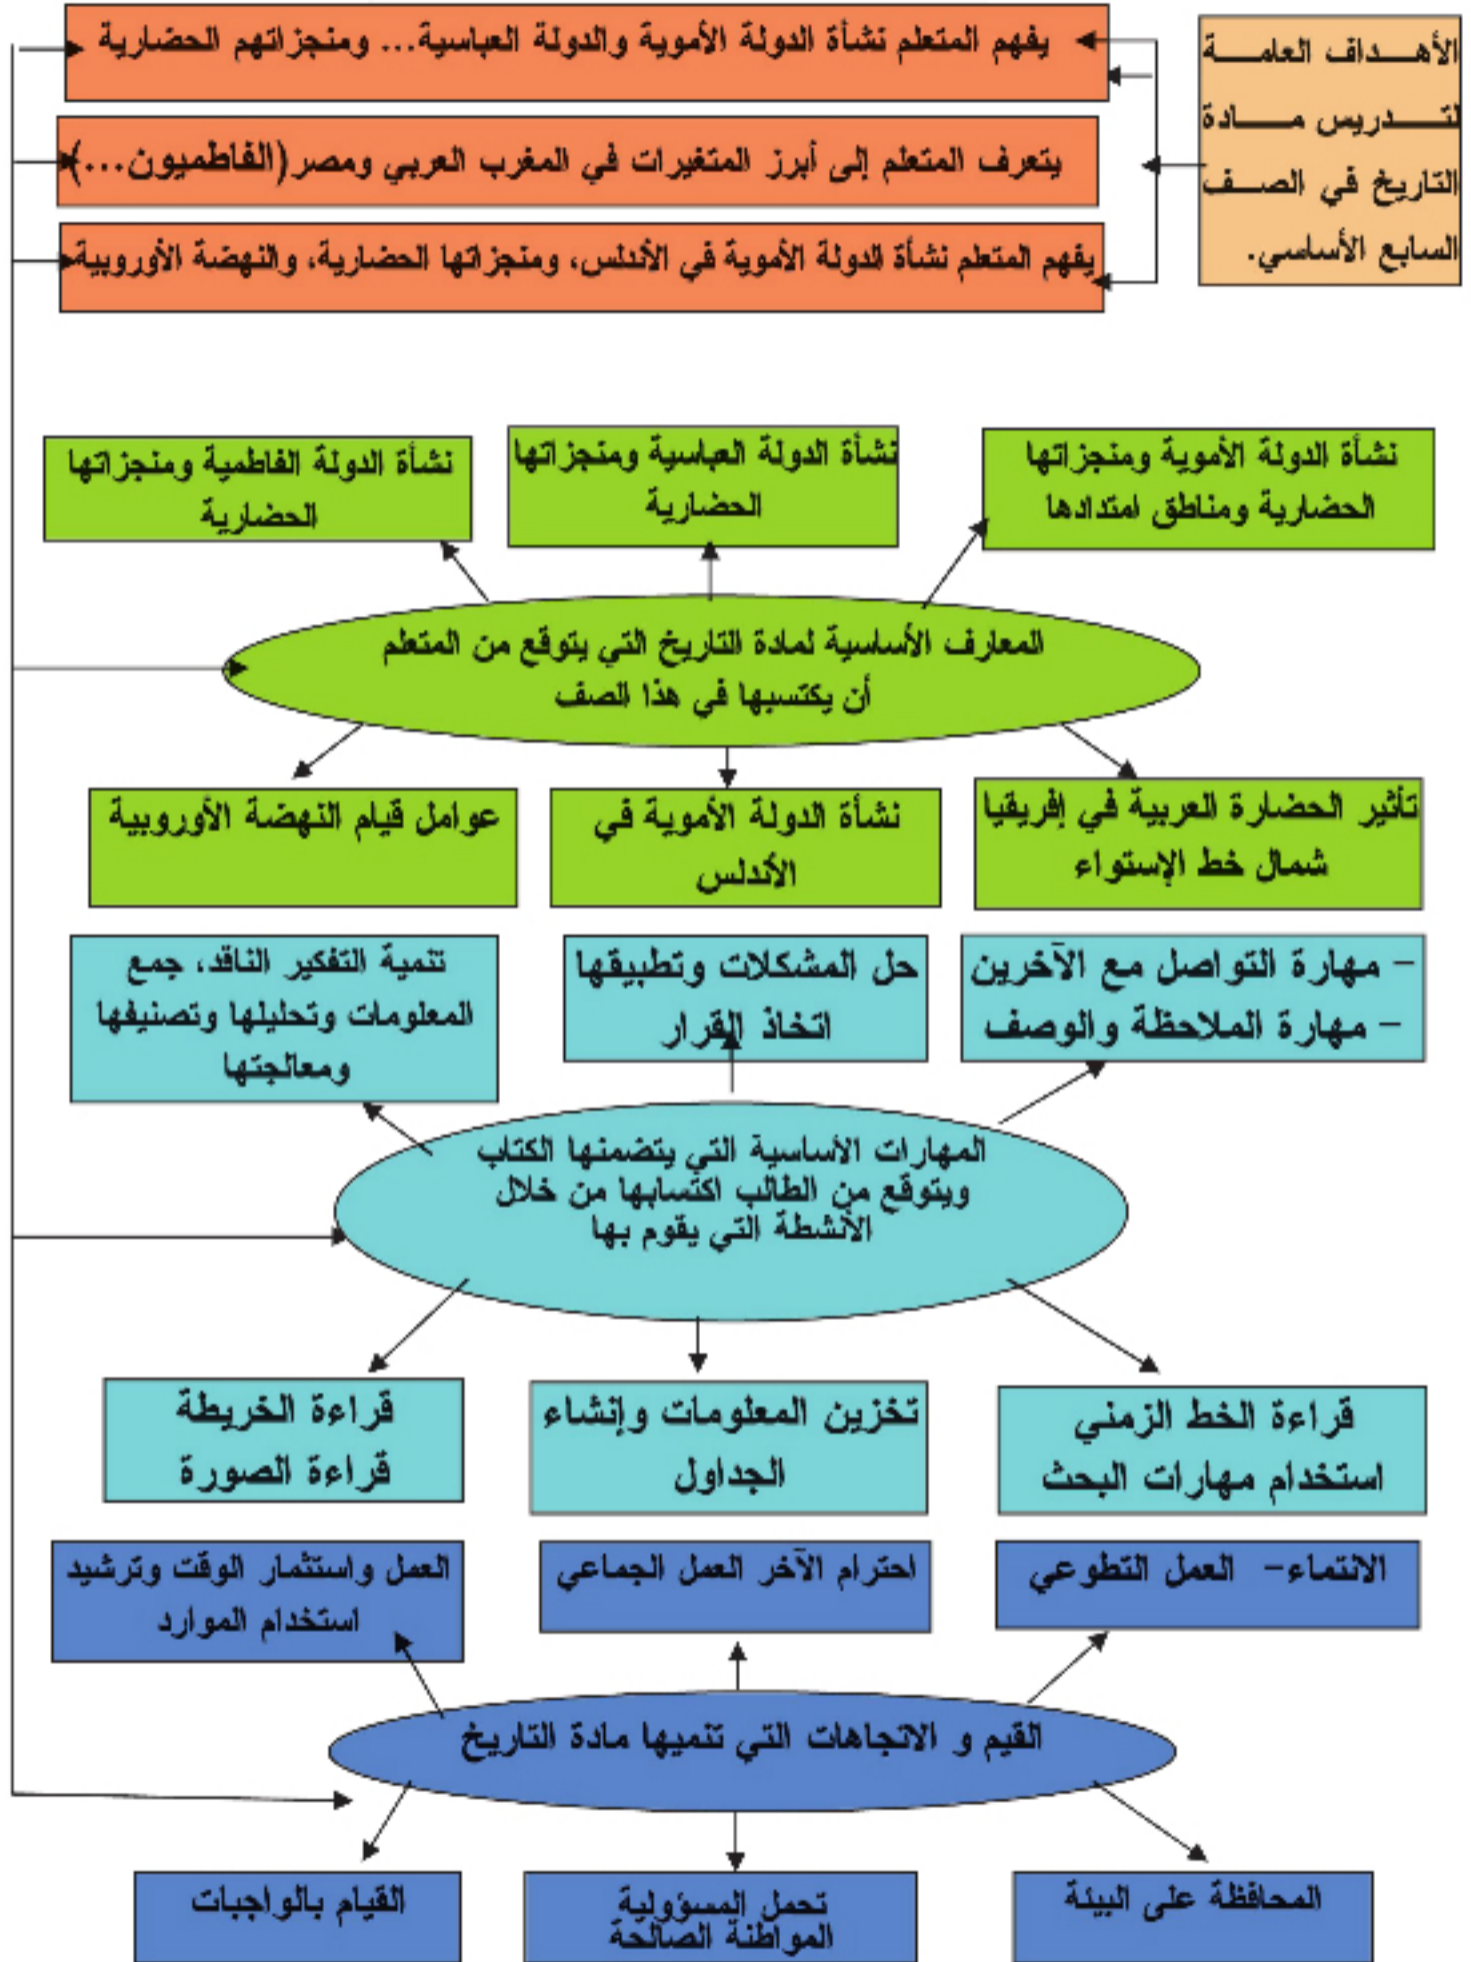 الأهداف العامة
لتدريس مادة
التاريخ في الصف
السابع الأساسي.
يفهم المتعلم نشأة الدولة الأموية والدولة العباسية... ومنجزاتهم الحضارية
يتعرف المتعلم إلى أبرز المتغيرات في المغرب العربي ومصر (الفاطميون...)
يفهم المتعلم نشأة الدولة الأموية في الأندلس، ومنجزاتها الحضارية، والنهضة الأوروبية
نشأة الدولة الأموية ومنجزاتها
الحضارية ومناطق امتدادها
نشأة الدولة العباسية ومنجزاتها
الحضارية
نشأة الدولة الفاطمية ومنجزاتها
الحضارية
المعارف الأساسية لمادة التاريخ التي يتوقع من المتعلم
أن يكتسبها في هذا الصف
تأثير الحضارة العربية في إفريقيا
شمال خط الإستواء
نشأة الدولة الأموية في
الأندلس
عوامل قيام النهضة الأوروبية
- مهارة التواصل مع الآخرين
- مهارة الملاحظة والوصف
حل المشكلات وتطبيقها
اتخاذ القرار
تنمية التفكير الناقد، جمع
المعلومات وتحليلها وتصنيفها
ومعالجتها
المهارات الأساسية التي يتضمنها الكتاب
ويتوقع من الطالب اكتسابها من خلال
الأنشطة التي يقوم بها
قراءة الخط الزمني
استخدام مهارات البحث
تخزين المعلومات وإنشاء
الجداول
قراءة الخريطة
قراءة الصورة
الانتماء- العمل التطوعي
احترام الآخر العمل الجماعي
العمل واستثمار الوقت وترشيد
استخدام الموارد
القيم و الاتجاهات التي تنميها مادة التاريخ
المحافظة على البيئة
تحمل المسؤولية
المواطنة الصالحة
القيام بالواجبات